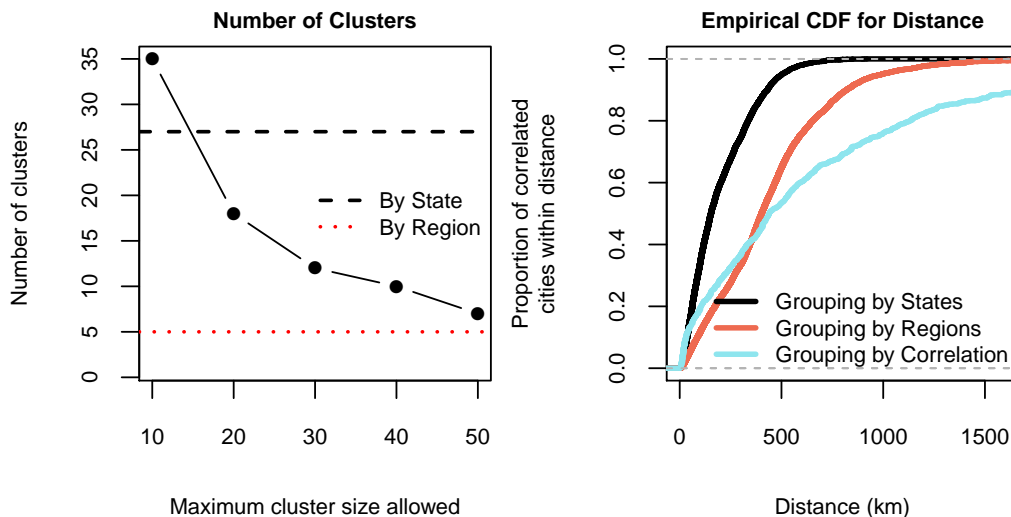 Number of Clusters
Number of clusters
0
5
10
15
20
25
30
35
By State
By Region
10
20
30
40
50
Maximum cluster size allowed
Empirical CDF for Distance
Proportion of correlated
cities within distance
0.0
0.2
0.4
0.6
0.8
1.0
Grouping by States
Grouping by Regions
Grouping by Correlation
0
500
1000
1500
Distance (km)